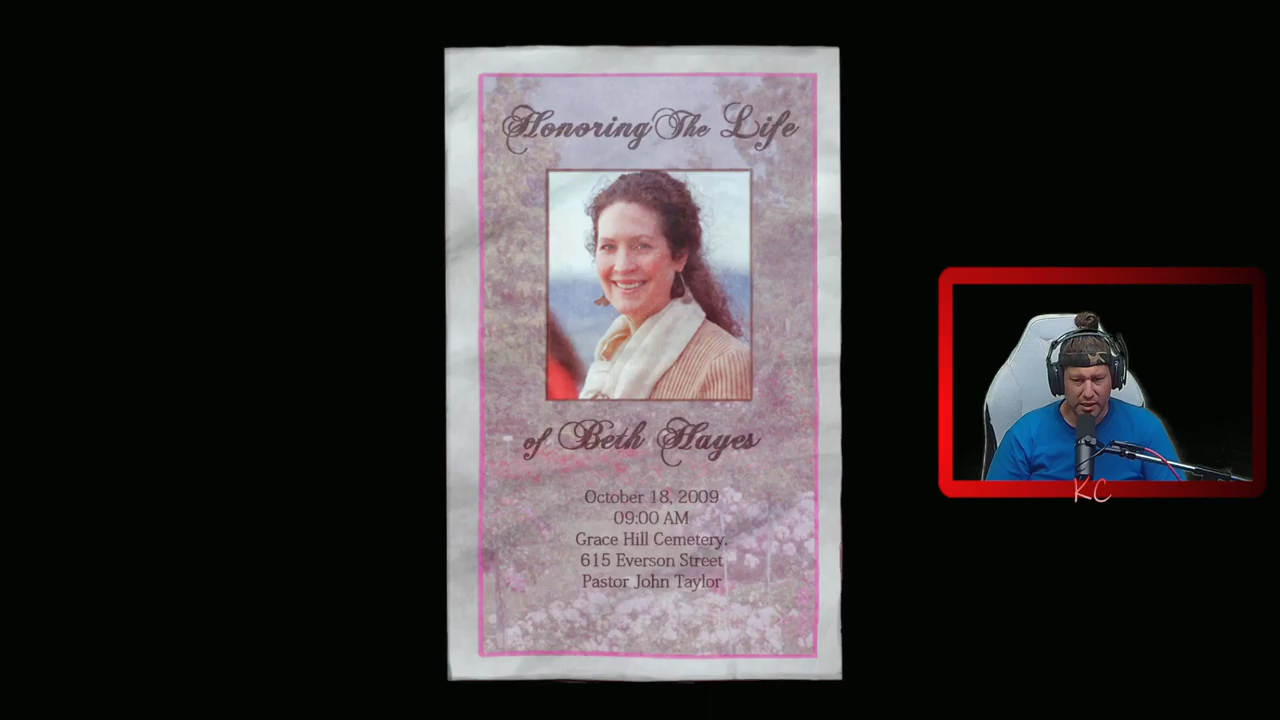 Honoring The Life
of Beth Hayes
October 18, 2009
09:00 AM
Grace Hill Cemetery,
615 Everson Street
Pastor John Taylor
KC